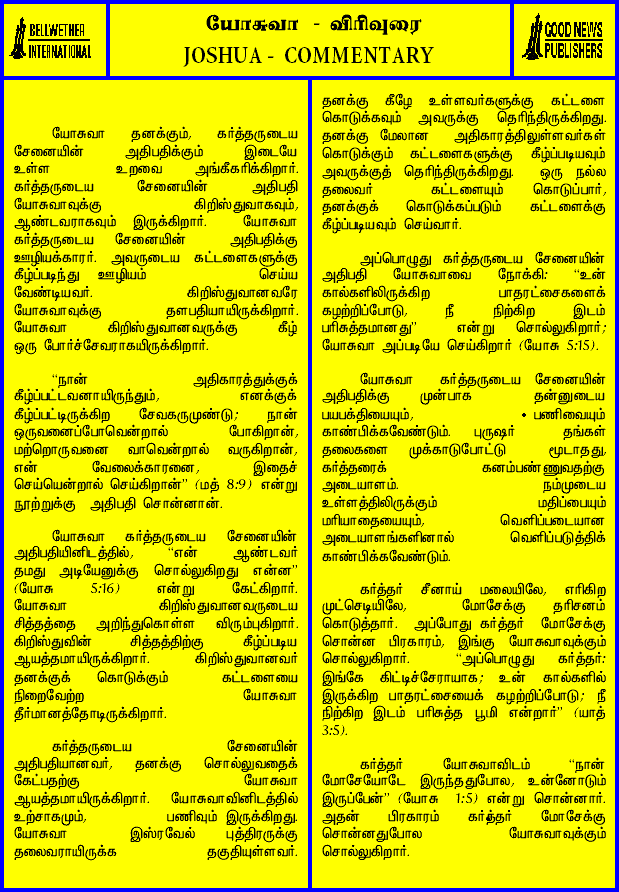 BELLWETHER
INTERNATIONAL
யோசுவா - விரிவுரை
JOSHUA - COMMENTARY
GOOD NEWS
PUBLISHERS
யோசுவா தனக்கும், கர்த்தருடைய
சேனையின் அதிபதிக்கும் இடையே
உள்ள உறவை அங்கீகரிக்கிறார்.
கர்த்தருடைய சேனையின் அதிபதி
யோசுவாவுக்கு கிறிஸ்துவாகவும்,
ஆண்டவராகவும் இருக்கிறார். யோசுவா
கர்த்தருடைய சேனையின் அதிபதிக்கு
ஊழியக்காரர். அவருடைய கட்டளைகளுக்கு
கீழ்ப்படிந்து ஊழியம் செய்ய
வேண்டியவர். கிறிஸ்துவானவரே
யோசுவாவுக்கு தளபதியாயிருக்கிறார்.
யோசுவா கிறிஸ்துவானவருக்கு கீழ்
ஒரு போர்ச்சேவராகயிருக்கிறார்.
“நான் அதிகாரத்துக்குக்
கீழ்ப்பட்டவனாயிருந்தும், எனக்குக்
கீழ்ப்பட்டிருக்கிற சேவகருமுண்டு; நான்
ஒருவனைப்போவென்றால் போகிறான்,
மற்றொருவனை வாவென்றால் வருகிறான்,
என் வேலைக்காரனை, இதைச்
செய்யென்றால் செய்கிறான்” (மத் 8:9) என்று
நூற்றுக்கு அதிபதி சொன்னான்.
யோசுவா கர்த்தருடைய சேனையின்
அதிபதியினிடத்தில், “என் ஆண்டவர்
தமது அடியேனுக்கு சொல்லுகிறது என்ன”
(யோசு 5:16) என்று கேட்கிறார்.
யோசுவா கிறிஸ்துவானவருடைய
சித்தத்தை அறிந்துகொள்ள விரும்புகிறார்.
கிறிஸ்துவின் சித்தத்திற்கு கீழ்ப்படிய
ஆயத்தமாயிருக்கிறார். கிறிஸ்துவானவர்
தனக்குக் கொடுக்கும் கட்டளையை
நிறைவேற்ற யோசுவா
தீர்மானத்தோடிருக்கிறார்.
கர்த்தருடைய சேனையின்
அதிபதியானவர், தனக்கு சொல்லுவதைக்
கேட்பதற்கு யோசுவா
ஆயத்தமாயிருக்கிறார். யோசுவாவினிடத்தில்
உற்சாகமும், பணிவும் இருக்கிறது.
யோசுவா இஸ்ரவேல் புத்திரருக்கு
தலைவராயிருக்க தகுதியுள்ளவர்.
தனக்கு கீழே உள்ளவர்களுக்கு கட்டளை
கொடுக்கவும் அவருக்கு தெரிந்திருக்கிறது.
தனக்கு மேலான அதிகாரத்திலுள்ளவர்கள்
கொடுக்கும் கட்டளைகளுக்கு கீழ்ப்படியவும்
அவருக்குத் தெரிந்திருக்கிறது. ஒரு நல்ல
தலைவர் கட்டளையும் கொடுப்பார்,
தனக்குக் கொடுக்கப்படும் கட்டளைக்கு
கீழ்ப்படியவும் செய்வார்.
அப்பொழுது கர்த்தருடைய சேனையின்
அதிபதி யோசுவாவை நோக்கி: “உன்
கால்களிலிருக்கிற பாதரட்சைகளைக்
கழற்றிப்போடு, நீ நிற்கிற இடம்
பரிசுத்தமானது” என்று சொல்லுகிறார்;
யோசுவா அப்படியே செய்கிறார் (யோசு 5:15).
யோசுவா கர்த்தருடைய சேனையின்
அதிபதிக்கு முன்பாக தன்னுடைய
பயபக்தியையும், • பணிவையும்
காண்பிக்கவேண்டும். புருஷர் தங்கள்
தலைகளை முக்காடுபோட்டு மூடாதது,
கர்த்தரைக் கனம்பண்ணுவதற்கு
அடையாளம். நம்முடைய
உள்ளத்திலிருக்கும் மதிப்பையும்
மரியாதையையும், வெளிப்படையான
அடையாளங்களினால் வெளிப்படுத்திக்
காண்பிக்கவேண்டும்.
கர்த்தர் சீனாய் மலையிலே, எரிகிற
முட்செடியிலே, மோசேக்கு தரிசனம்
கொடுத்தார். அப்போது கர்த்தர் மோசேக்கு
சொன்ன பிரகாரம், இங்கு யோசுவாவுக்கும்
சொல்லுகிறார். “அப்பொழுது கர்த்தர்:
இங்கே கிட்டிச்சேராயாக; உன் கால்களில்
இருக்கிற பாதரட்சையைக் கழற்றிப்போடு; நீ
நிற்கிற இடம் பரிசுத்த பூமி என்றார்” (யாத்
3:5).
கர்த்தர் யோசுவாவிடம் “நான்
மோசேயோடே இருந்ததுபோல, உன்னோடும்
இருப்பேன்” (யோசு 1:5) என்று சொன்னார்.
அதன் பிரகாரம் கர்த்தர் மோசேக்கு
சொன்னதுபோல யோசுவாவுக்கும்
சொல்லுகிறார்.